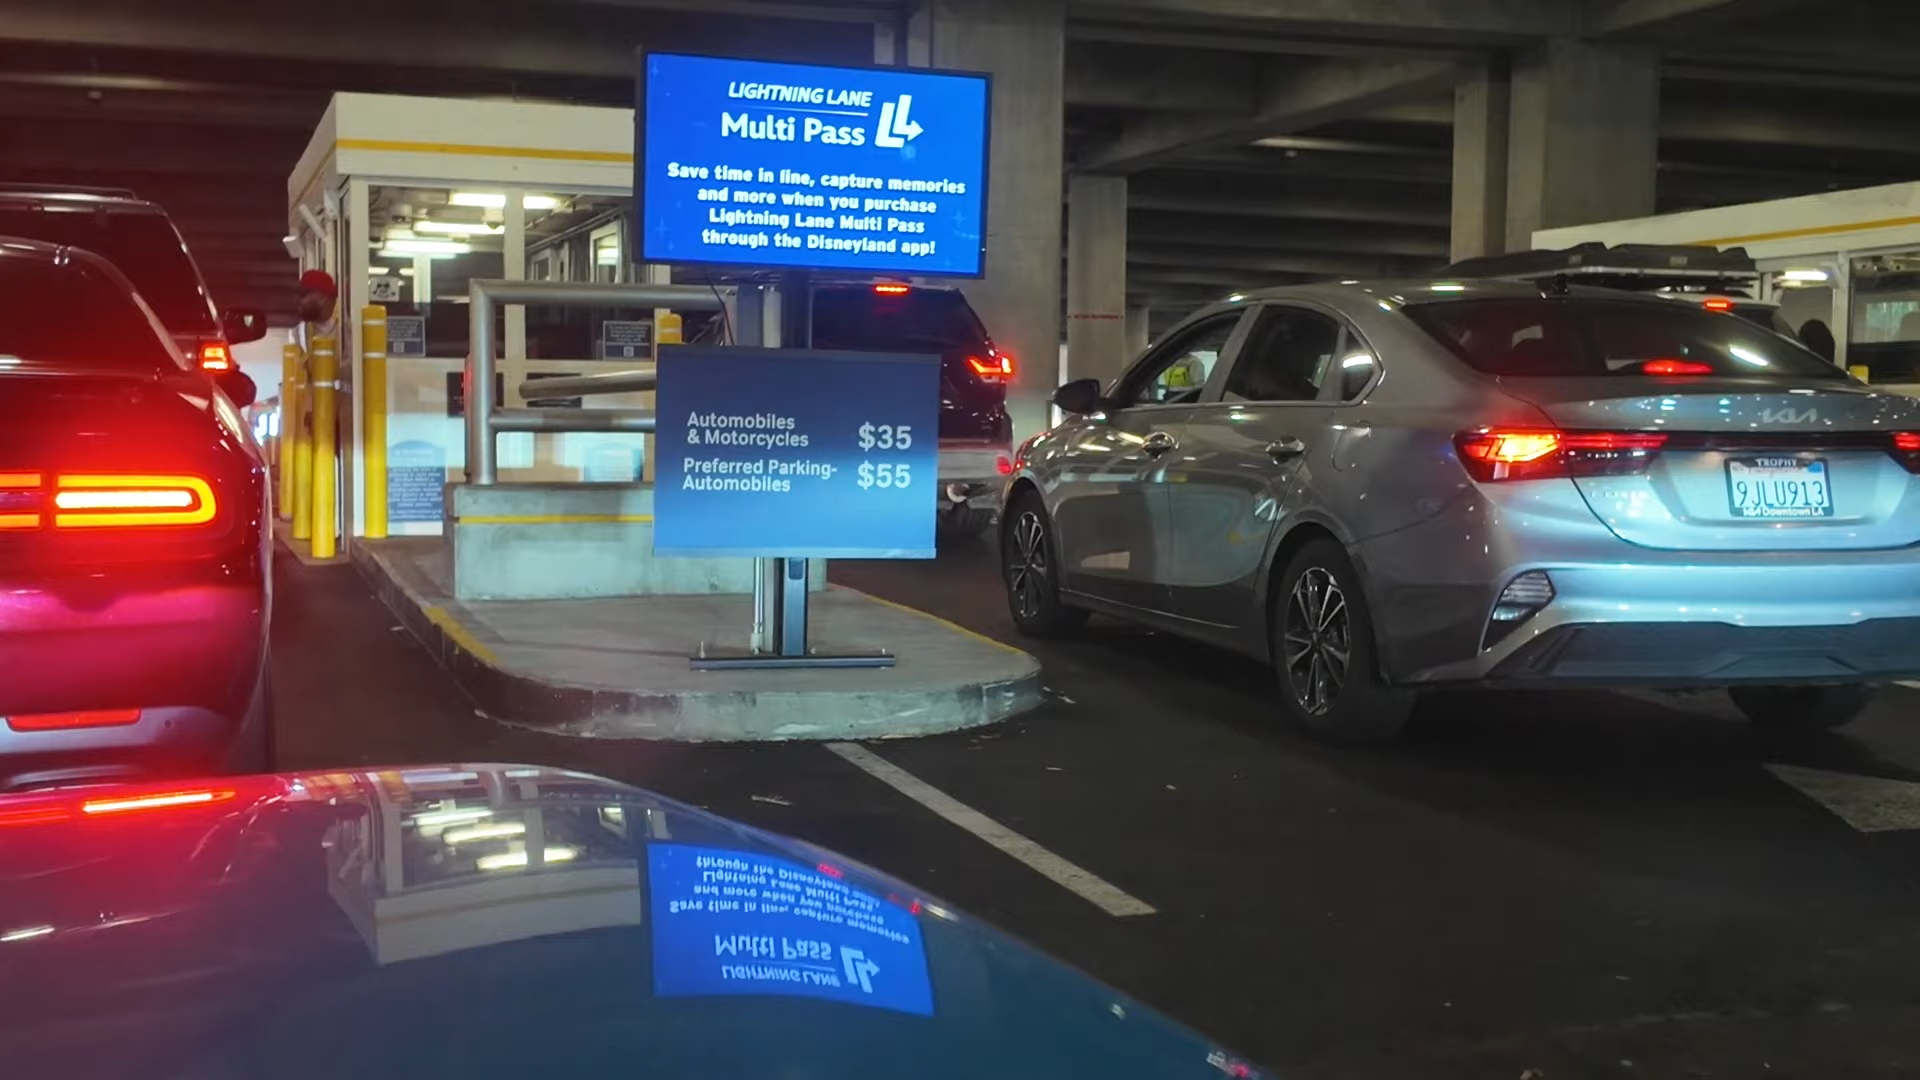 LIGHTNING LANE
Multi Pass
Save time in line, capture memories
and more when you purchase
Lightning Lane Multi Pass
through the Disneyland app!
Automobiles
& Motorcycles $35
Preferred Parking-
Automobiles $55
KIA
TROPHY
9JLU913
Downtown LA